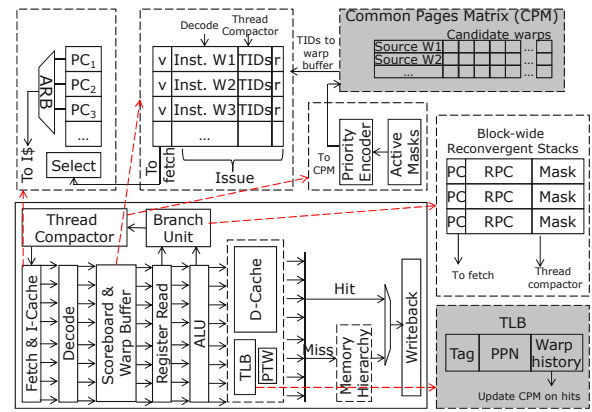 Decode
Thread
Compactor
Common Pages Matrix (CPM)
Candidate warps
Source W1
Source W2
...
...
...
...
TIDs to
warp
buffer
PC1
PC2
PC3
...
ARB
To I$
Select
v Inst. W1 TIDs r
v Inst. W2 TIDs r
v Inst. W3 TIDs r
...
To
fetch
Issue
To
CPM
Priority
Encoder
Active
Masks
Block-wide
Reconvergent Stacks
PC RPC Mask
PC RPC Mask
PC RPC Mask
To fetch
Thread
compactor
Thread
Compactor
Branch
Unit
Fetch & I-Cache
Decode
Scoreboard &
Warp Buffer
Register Read
ALU
D-Cache
TLB
PTW
Hit
Miss
Memory
Hierarchy
Writeback
TLB
Tag PPN Warp
history
Update CPM on hits